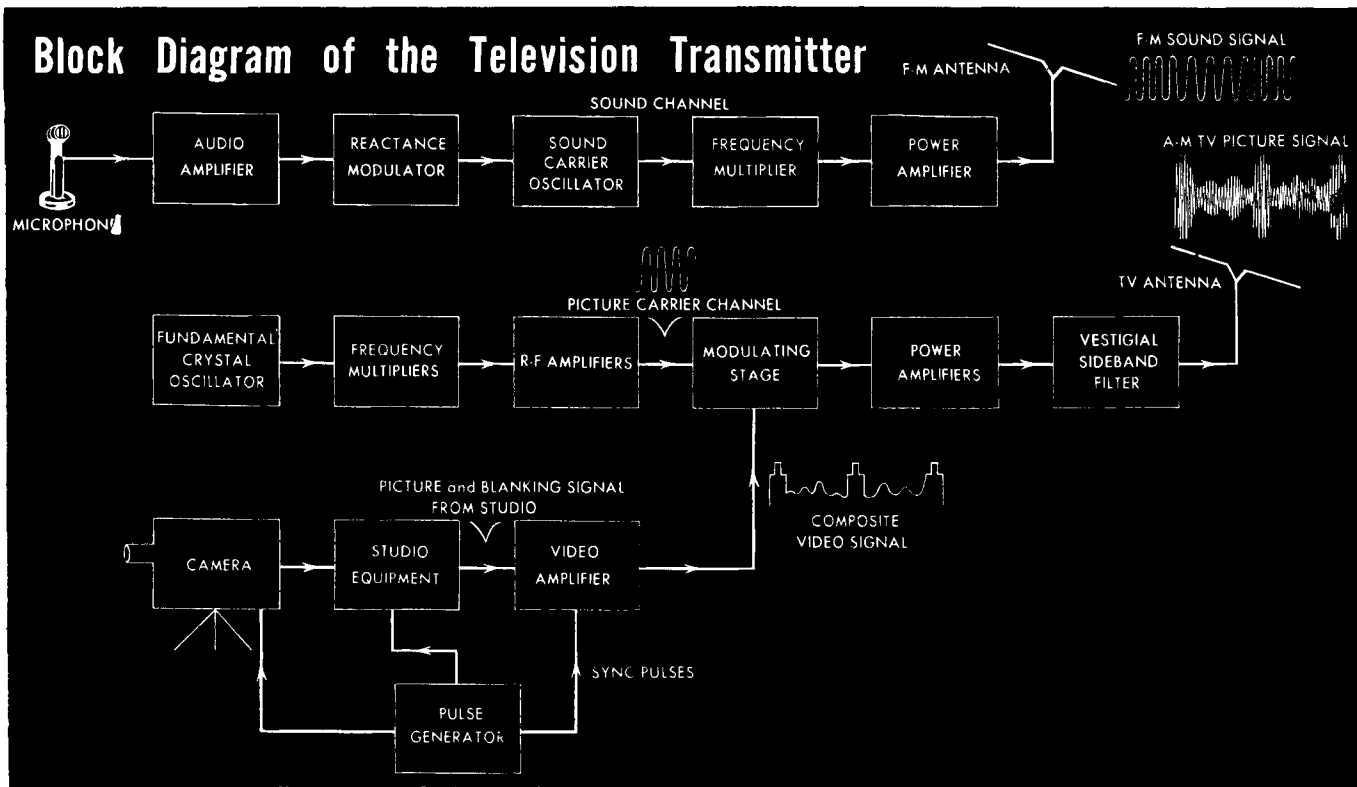 Block Diagram of the Television Transmitter
F-M ANTENNA
F-M SOUND SIGNAL
SOUND CHANNEL
AUDIO
AMPLIFIER
REACTANCE
MODULATOR
SOUND
CARRIER
OSCILLATOR
FREQUENCY
MULTIPLIER
POWER
AMPLIFIER
MICROPHONE
A-M TV PICTURE SIGNAL
TV ANTENNA
PICTURE CARRIER CHANNEL
FUNDAMENTAL
CRYSTAL
OSCILLATOR
FREQUENCY
MULTIPLIERS
R-F AMPLIFIERS
MODULATING
STAGE
POWER
AMPLIFIERS
VESTIGIAL
SIDEBAND
FILTER
PICTURE and BLANKING SIGNAL
FROM STUDIO
COMPOSITE
VIDEO SIGNAL
CAMERA
STUDIO
EQUIPMENT
VIDEO
AMPLIFIER
SYNC PULSES
PULSE
GENERATOR